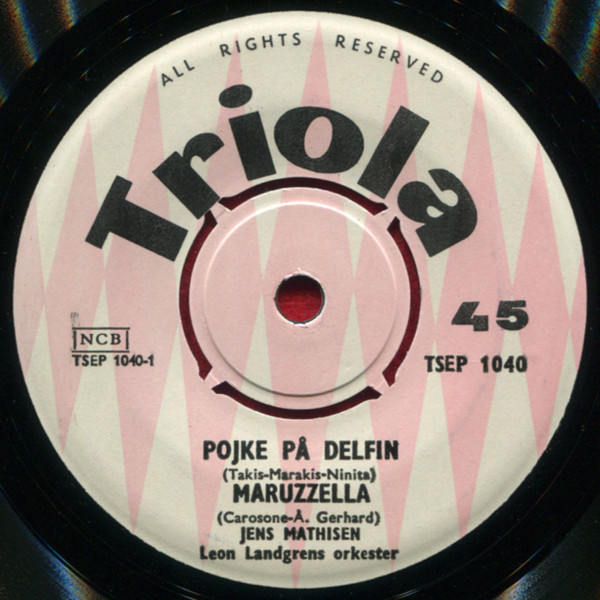 ALL RIGHTS RESERVED
Triola
45
NCB
TSEP 1040-1
TSEP 1040
POJKE PÅ DELFIN
(Takis-Marakis-Ninita)
MARUZZELLA
(Carosone-Å. Gerhard)
JENS MATHISEN
Leon Landgrens orkester